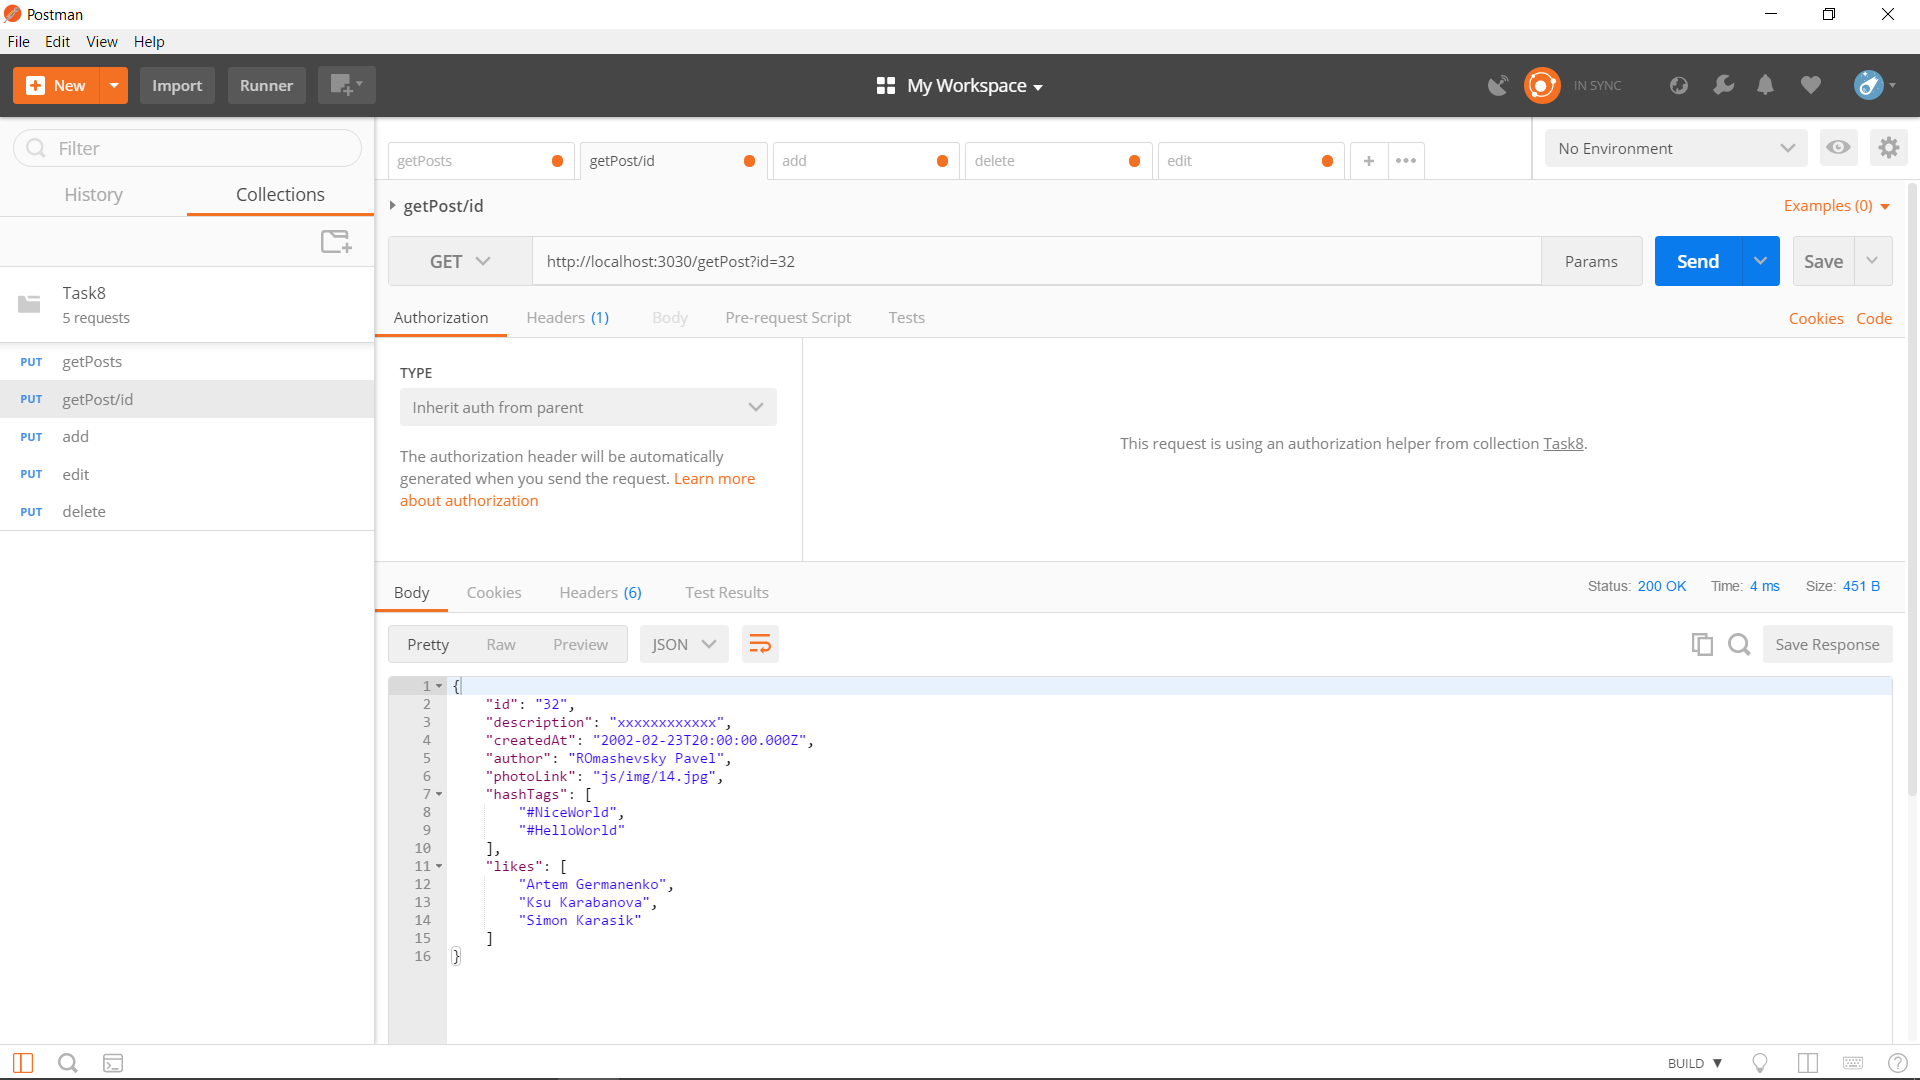 Postman
File Edit View Help
New Import Runner My Workspace IN SYNC
Filter
History Collections
Task8
5 requests
PUT getPosts
PUT getPost/id
PUT add
PUT edit
PUT delete
getPosts getPost/id add delete edit + •••
No Environment
getPost/id
Examples (0)
GET http://localhost:3030/getPost?id=32 Params Send Save
Authorization Headers (1) Body Pre-request Script Tests Cookies Code
TYPE
Inherit auth from parent
The authorization header will be automatically
generated when you send the request. Learn more
about authorization
This request is using an authorization helper from collection Task8.
Body Cookies Headers (6) Test Results Status: 200 OK Time: 4 ms Size: 451 B
Pretty Raw Preview JSON Save Response
1 {
2 "id": "32",
3 "description": "xxxxxxxxxxxx",
4 "createdAt": "2002-02-23T20:00:00.000Z",
5 "author": "ROmashevsky Pavel",
6 "photoLink": "js/img/14.jpg",
7 "hashTags": [
8 "#NiceWorld",
9 "#HelloWorld"
10 ],
11 "likes": [
12 "Artem Germanenko",
13 "Ksu Karabanova",
14 "Simon Karasik"
15 ]
16 }
BUILD